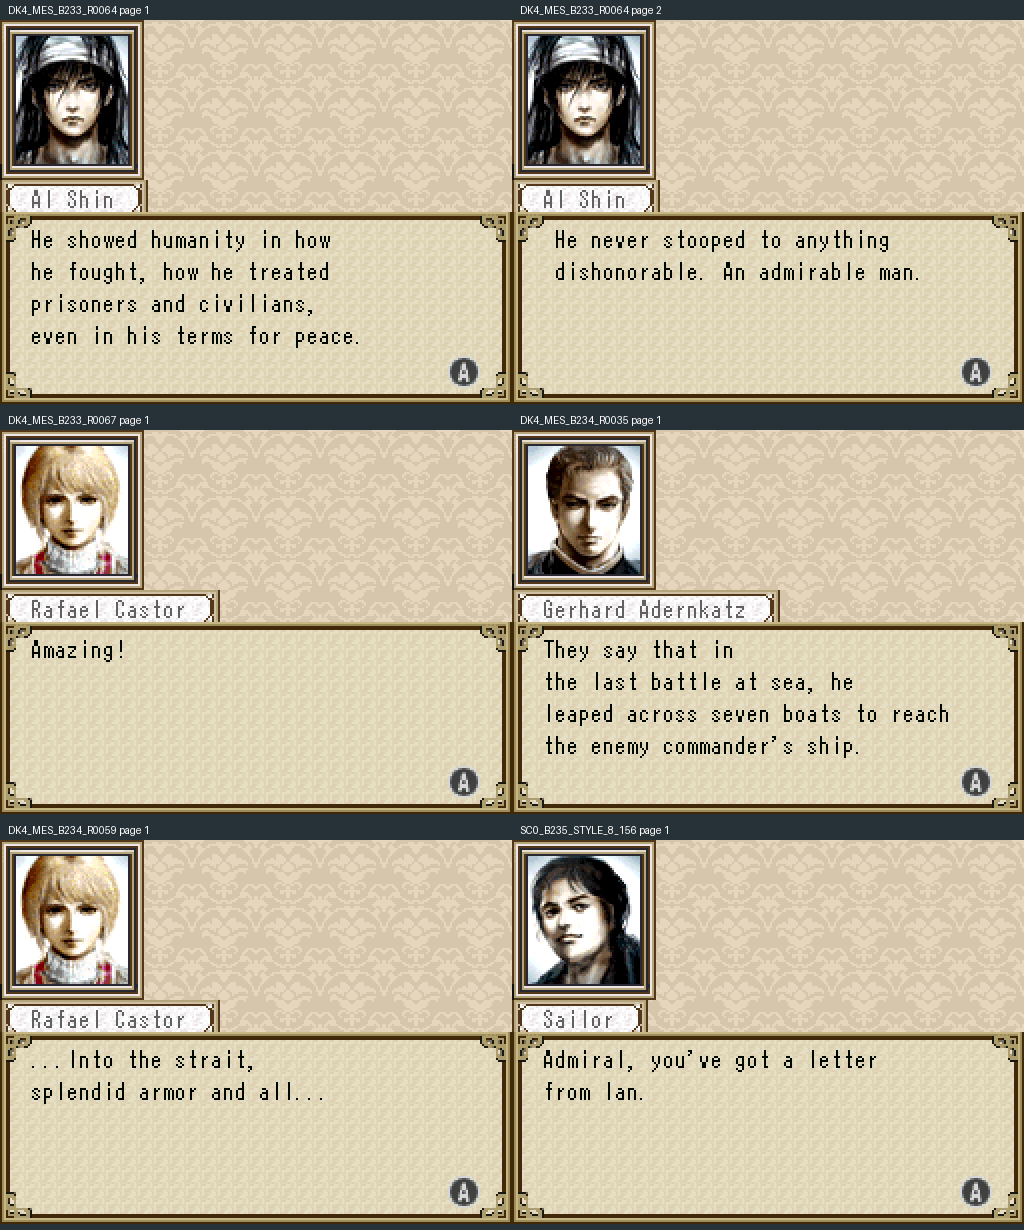 DK4_MES_B233_R0064 page 1
Al Shin
He showed humanity in how
he fought, how he treated
prisoners and civilians,
even in his terms for peace.
A
DK4_MES_B233_R0064 page 2
Al Shin
He never stooped to anything
dishonorable. An admirable man.
A
DK4_MES_B233_R0067 page 1
Rafael Castor
Amazing!
A
DK4_MES_B234_R0035 page 1
Gerhard Adernkatz
They say that in
the last battle at sea, he
leaped across seven boats to reach
the enemy commander's ship.
A
DK4_MES_B234_R0059 page 1
Rafael Castor
...Into the strait,
splendid armor and all...
A
SC0_B235_STYLE_8_156 page 1
Sailor
Admiral, you've got a letter
from Ian.
A